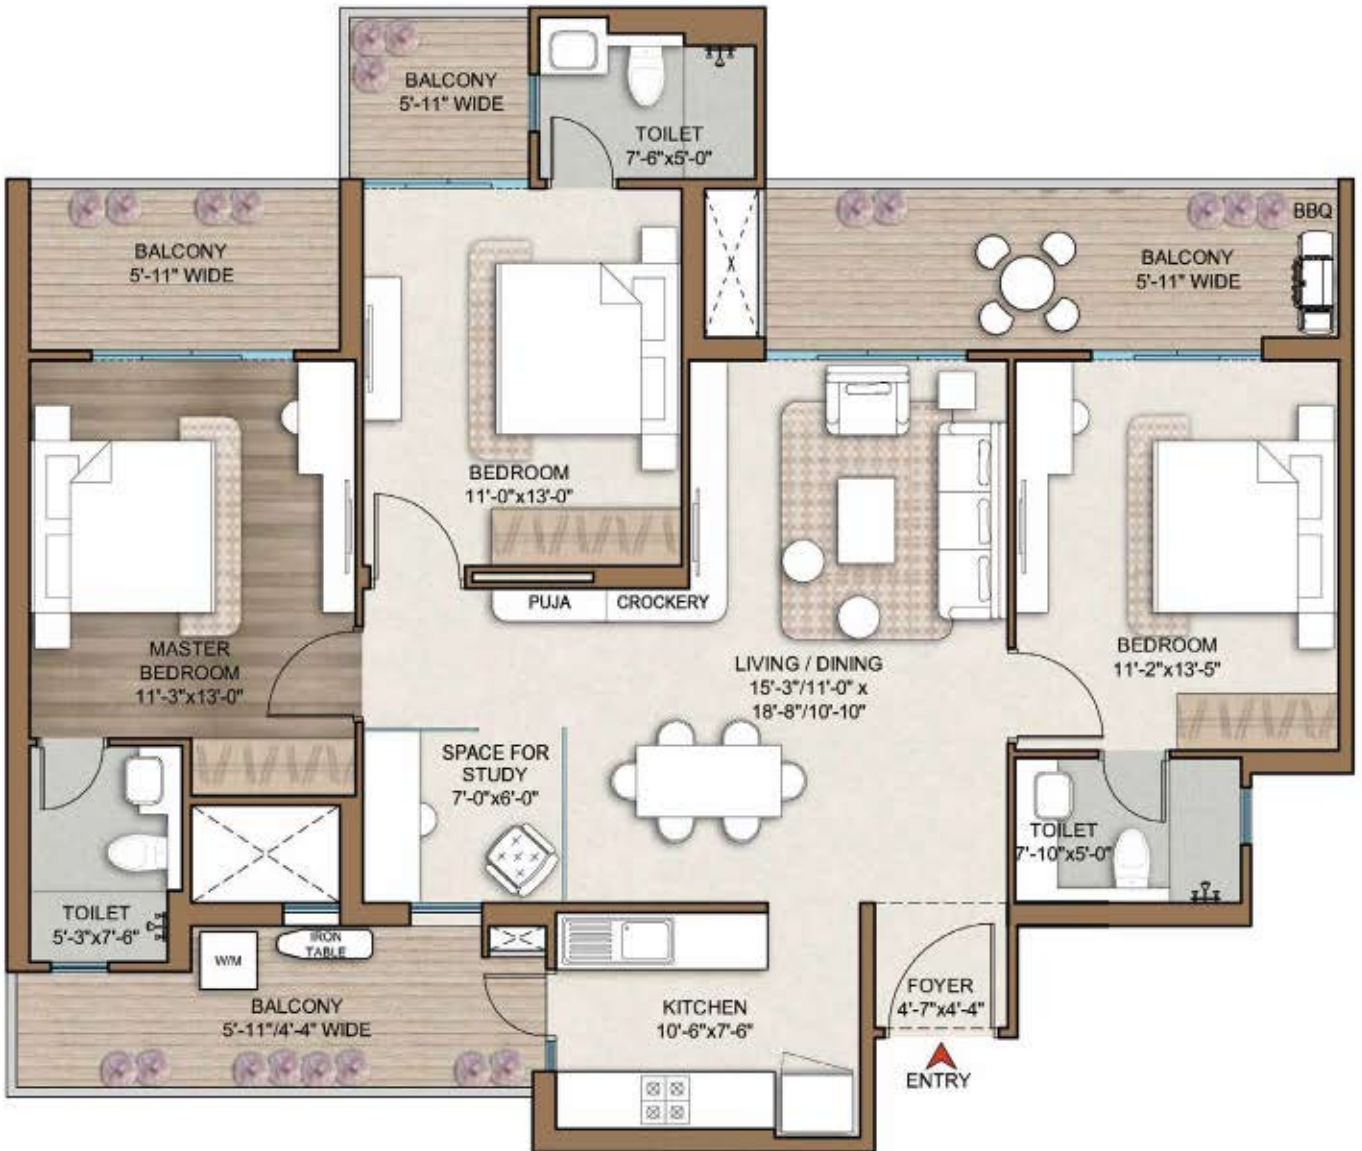 BALCONY
5'-11" WIDE
TOILET
7'-6"x5'-0"
BALCONY
5'-11" WIDE
BBQ
BALCONY
5'-11" WIDE
BEDROOM
11'-0"x13'-0"
PUJA
CROCKERY
MASTER
BEDROOM
11'-3"x13'-0"
LIVING / DINING
15'-3"/11'-0" x
18'-8"/10'-10"
BEDROOM
11'-2"x13'-5"
SPACE FOR
STUDY
7'-0"x6'-0"
TOILET
7'-10"x5'-0"
TOILET
5'-3"x7'-6"
W/M
IRON
TABLE
BALCONY
5'-11"/4'-4" WIDE
KITCHEN
10'-6"x7'-6"
FOYER
4'-7"x4'-4"
ENTRY